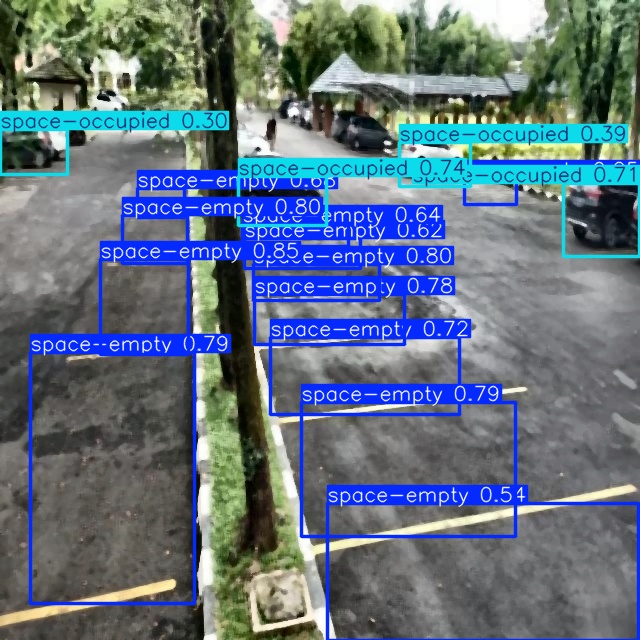 space-occupied 0.30
space-occupied 0.39
space-occupied 0.74
space-occupied 0.71
space-empty
space-empty 0.80
space-empty 0.64
space-empty 0.62
space-empty 0.85
space-empty 0.80
space-empty 0.78
space-empty 0.72
space--empty 0.79
space-empty 0.79
space-empty 0.54